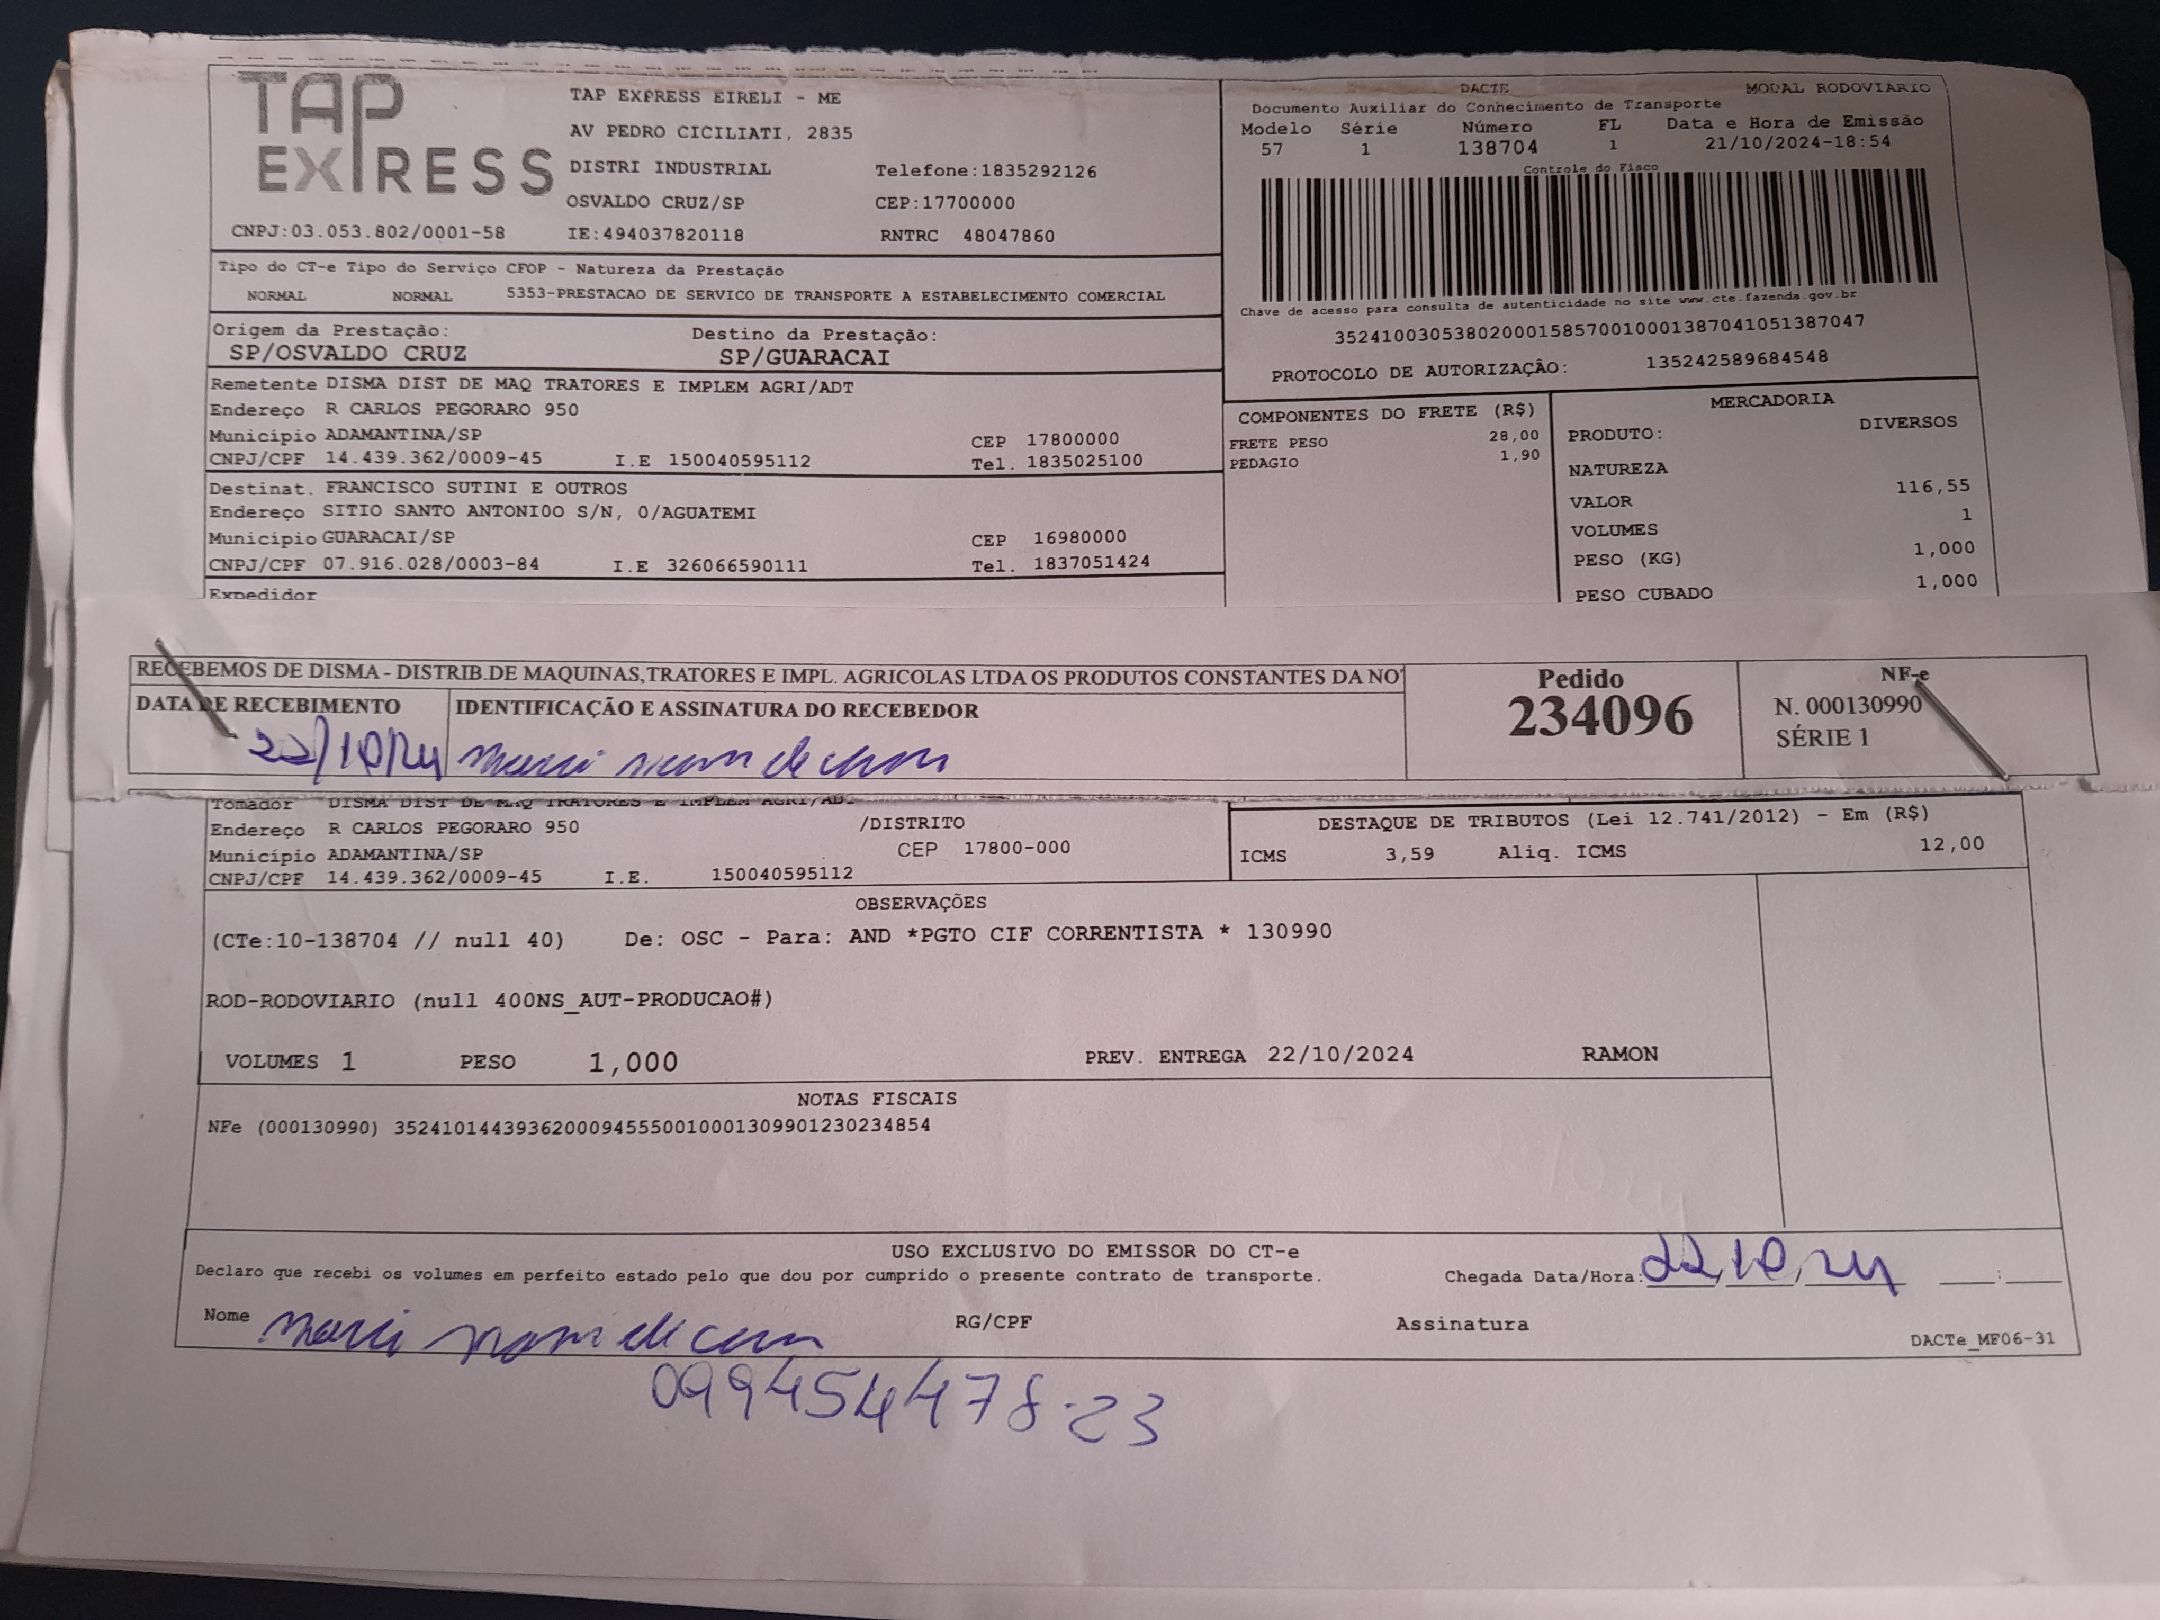 TAP EXPRESS
TAP EXPRESS EIRELI - ME
AV PEDRO CICILIATI, 2835
DISTRI INDUSTRIAL Telefone:1835292126
OSVALDO CRUZ/SP CEP:17700000
CNPJ:03.053.802/0001-58 IE:494037820118 RNTRC 48047860
DACTE MODAL RODOVIARIO
Documento Auxiliar do Conhecimento de Transporte
Modelo Série Número FL Data e Hora de Emissão
57 1 138704 1 21/10/2024-18:54
Controle do Fisco
Chave de acesso para consulta de autenticidade no site www.cte.fazenda.gov.br
35241003053802000158570010001387041051387047
PROTOCOLO DE AUTORIZAÇÂO: 135242589684548
Tipo do CT-e Tipo do Serviço CFOP - Natureza da Prestação
NORMAL NORMAL 5353-PRESTACAO DE SERVICO DE TRANSPORTE A ESTABELECIMENTO COMERCIAL
Origem da Prestação: Destino da Prestação:
SP/OSVALDO CRUZ SP/GUARACAI
Remetente DISMA DIST DE MAQ TRATORES E IMPLEM AGRI/ADT
Endereço R CARLOS PEGORARO 950
Município ADAMANTINA/SP CEP 17800000
CNPJ/CPF 14.439.362/0009-45 I.E 150040595112 Tel. 1835025100
Destinat. FRANCISCO SUTINI E OUTROS
Endereço SITIO SANTO ANTONIO0 S/N, 0/AGUATEMI
Município GUARACAI/SP CEP 16980000
CNPJ/CPF 07.916.028/0003-84 I.E 326066590111 Tel. 1837051424
Expedidor
COMPONENTES DO FRETE (R$)
FRETE PESO 28,00
PEDAGIO 1,90
MERCADORIA
PRODUTO: DIVERSOS
NATUREZA
VALOR 116,55
VOLUMES 1
PESO (KG) 1,000
PESO CUBADO 1,000
RECEBEMOS DE DISMA - DISTRIB.DE MAQUINAS,TRATORES E IMPL. AGRICOLAS LTDA OS PRODUTOS CONSTANTES DA NO
DATA DE RECEBIMENTO IDENTIFICAÇÃO E ASSINATURA DO RECEBEDOR
22/10/24
Pedido
234096
NF-e
N. 000130990
SÉRIE 1
Tomador DISMA DIST DE MAQ TRATORES E IMPLEM AGRI/AD
Endereço R CARLOS PEGORARO 950 /DISTRITO
Município ADAMANTINA/SP CEP 17800-000
CNPJ/CPF 14.439.362/0009-45 I.E. 150040595112
DESTAQUE DE TRIBUTOS (Lei 12.741/2012) - Em (R$)
ICMS 3,59 Aliq. ICMS 12,00
OBSERVAÇÕES
(CTe:10-138704 // null 40) De: OSC - Para: AND *PGTO CIF CORRENTISTA * 130990
ROD-RODOVIARIO (null 400NS_AUT-PRODUCAO#)
VOLUMES 1 PESO 1,000 PREV. ENTREGA 22/10/2024 RAMON
NOTAS FISCAIS
NFe (000130990) 35241014439362000945550010001309901230234854
USO EXCLUSIVO DO EMISSOR DO CT-e
Declaro que recebi os volumes em perfeito estado pelo que dou por cumprido o presente contrato de transporte. Chegada Data/Hora: 22/10/24 :
Nome RG/CPF Assinatura
DACTe_MF06-31
099454478-23